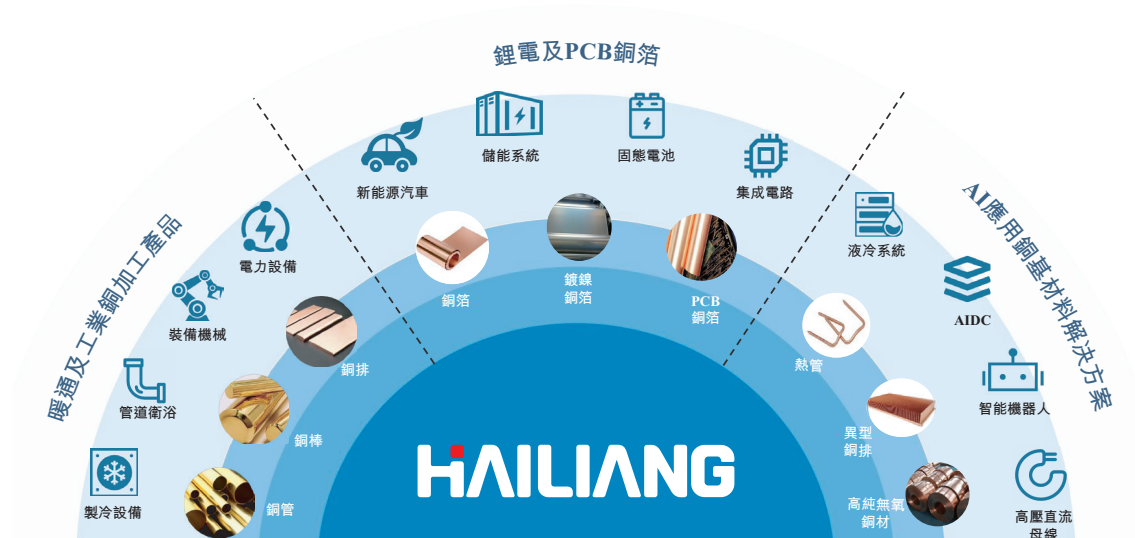 鋰電及PCB銅箔
暖通及工業銅加工產品
AI應用銅基材料解決方案
新能源汽車
儲能系統
固態電池
集成電路
電力設備
裝備機械
管道衛浴
製冷設備
液冷系統
AIDC
智能機器人
高壓直流
母線
銅箔
鍍鎳
銅箔
PCB
銅箔
銅排
銅棒
銅管
熱管
異型
銅排
高純無氧
銅材
HAILIANG